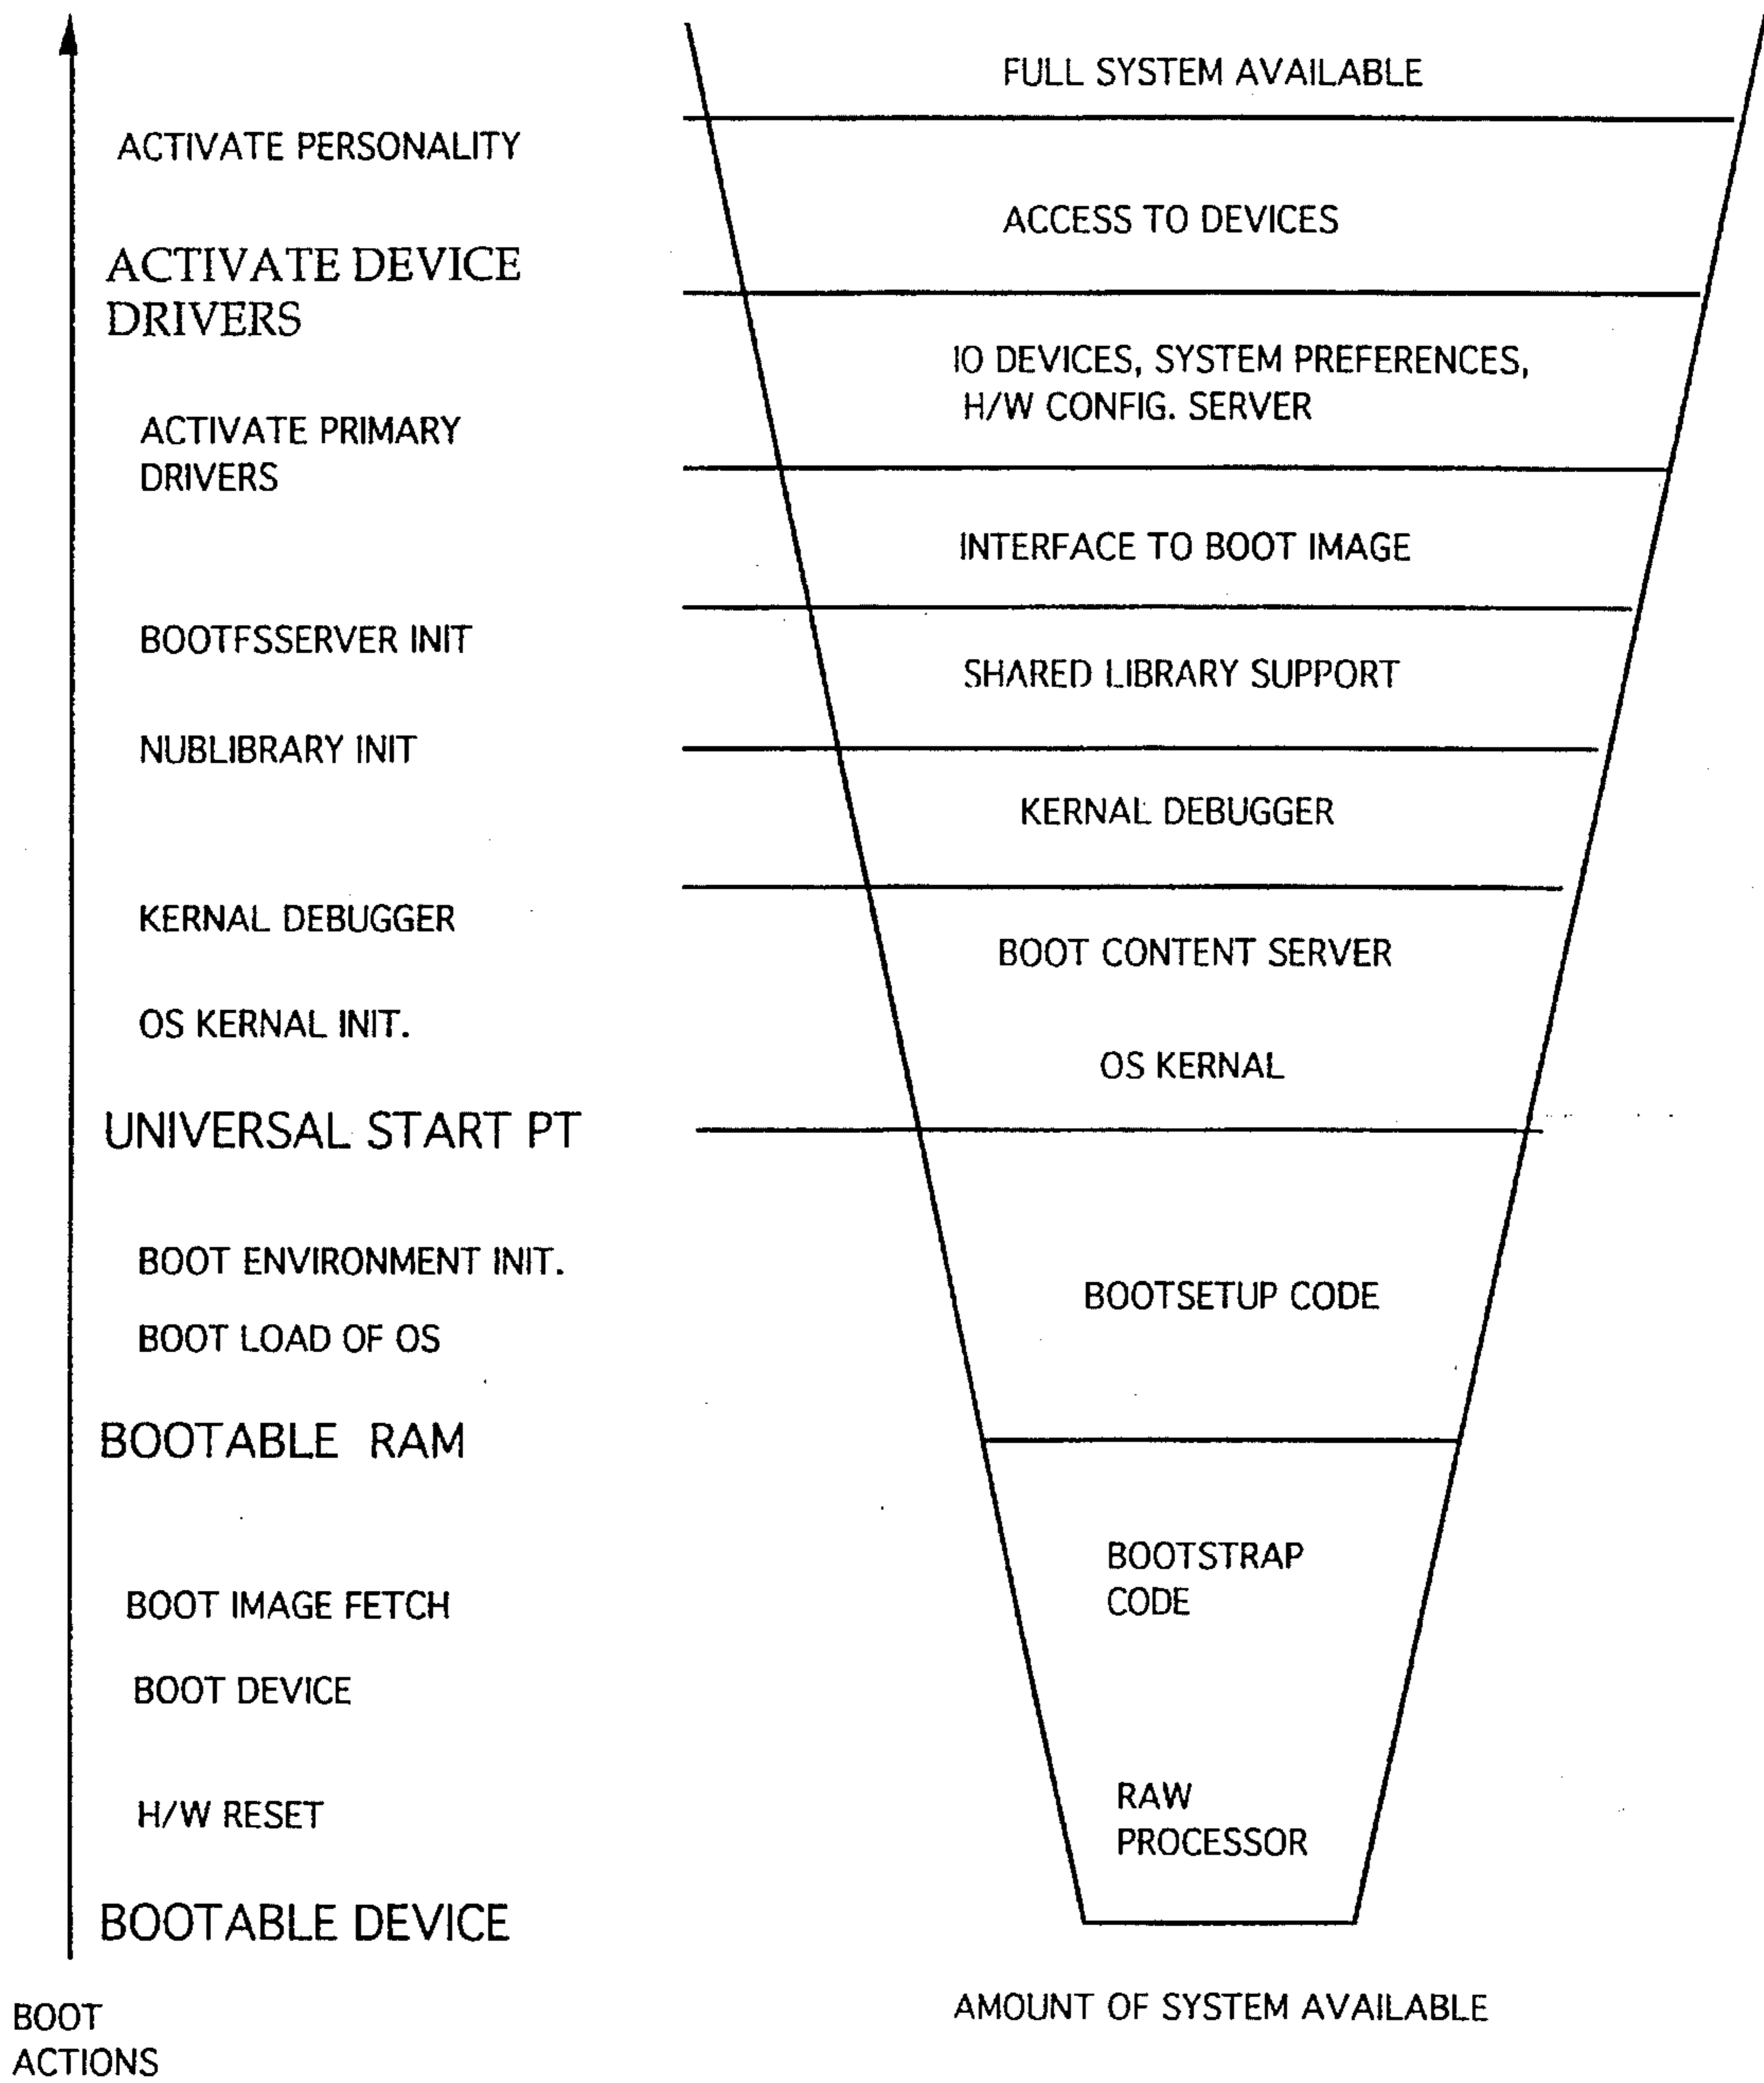 FULL SYSTEM AVAILABLE
ACTIVATE PERSONALITY
ACCESS TO DEVICES
ACTIVATE DEVICE
DRIVERS
IO DEVICES, SYSTEM PREFERENCES,
H/W CONFIG. SERVER
ACTIVATE PRIMARY
DRIVERS
INTERFACE TO BOOT IMAGE
BOOTFSSERVER INIT
SHARED LIBRARY SUPPORT
NUBLIBRARY INIT
KERNAL DEBUGGER
KERNAL DEBUGGER
BOOT CONTENT SERVER
OS KERNAL INIT.
OS KERNAL
UNIVERSAL START PT
BOOT ENVIRONMENT INIT.
BOOTSETUP CODE
BOOT LOAD OF OS
BOOTABLE RAM
BOOTSTRAP
CODE
BOOT IMAGE FETCH
BOOT DEVICE
RAW
PROCESSOR
H/W RESET
BOOTABLE DEVICE
AMOUNT OF SYSTEM AVAILABLE
BOOT
ACTIONS